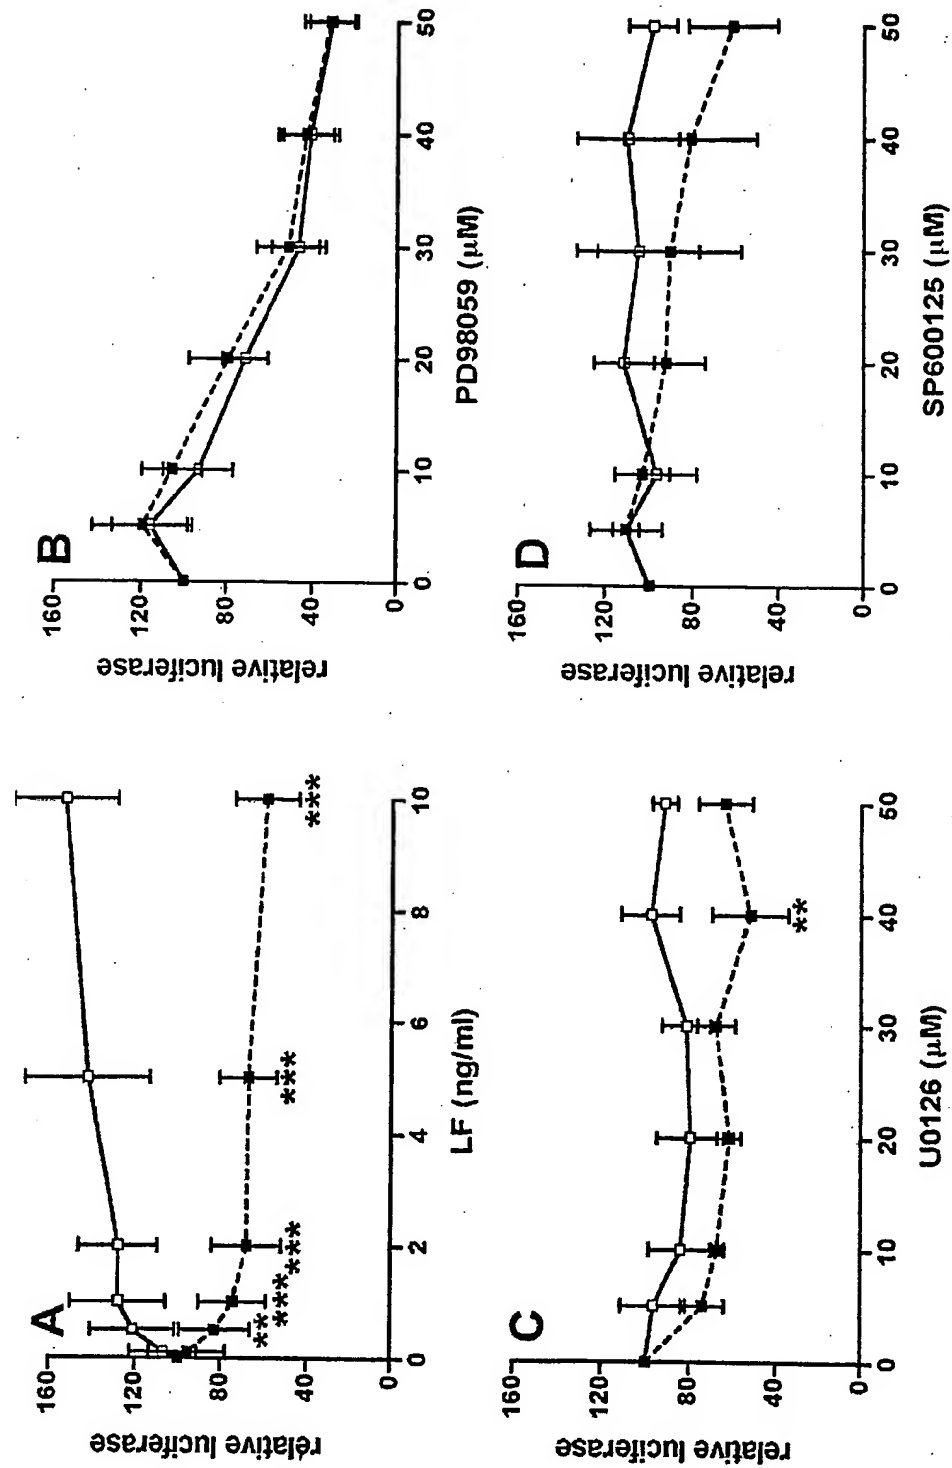 A
160
120
80
40
0
relative luciferase
** *** *** *** ***
0 2 4 6 8 10
LF (ng/ml)
B
160
120
80
40
0
relative luciferase
0 10 20 30 40 50
PD98059 (µM)
C
160
120
80
40
0
relative luciferase
**
0 10 20 30 40 50
U0126 (µM)
D
160
120
80
40
0
relative luciferase
0 10 20 30 40 50
SP600125 (µM)